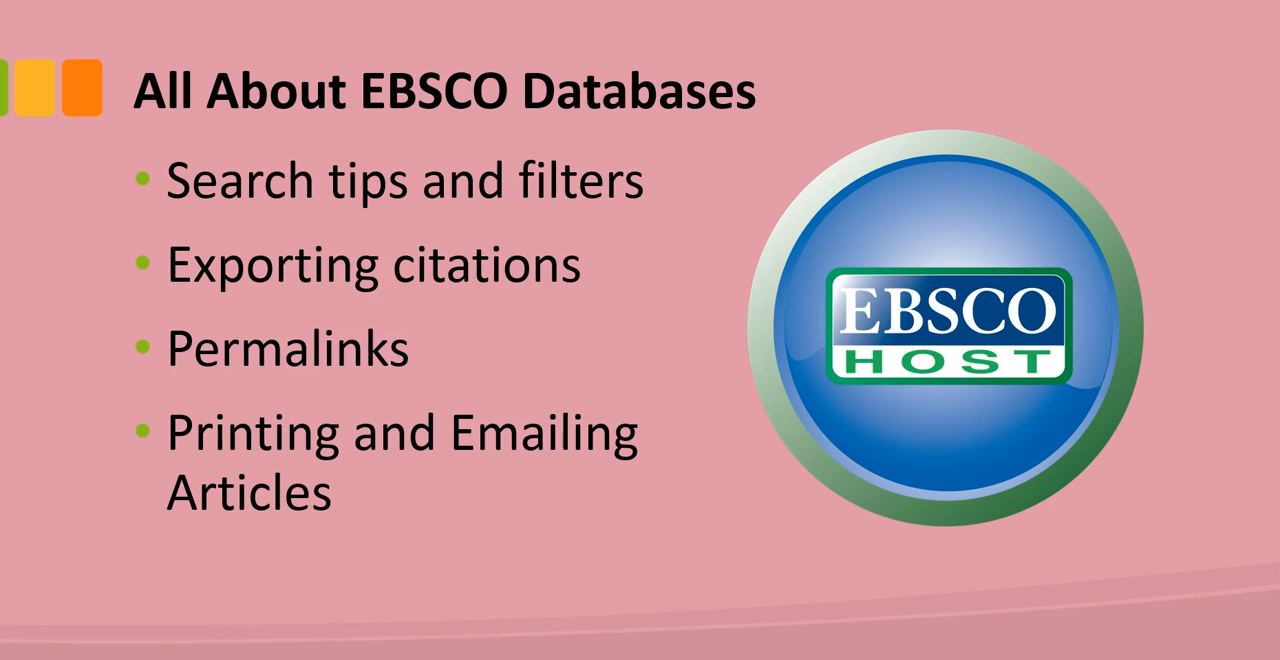 All About EBSCO Databases
• Search tips and filters
• Exporting citations
• Permalinks
• Printing and Emailing
Articles
EBSCO
HOST